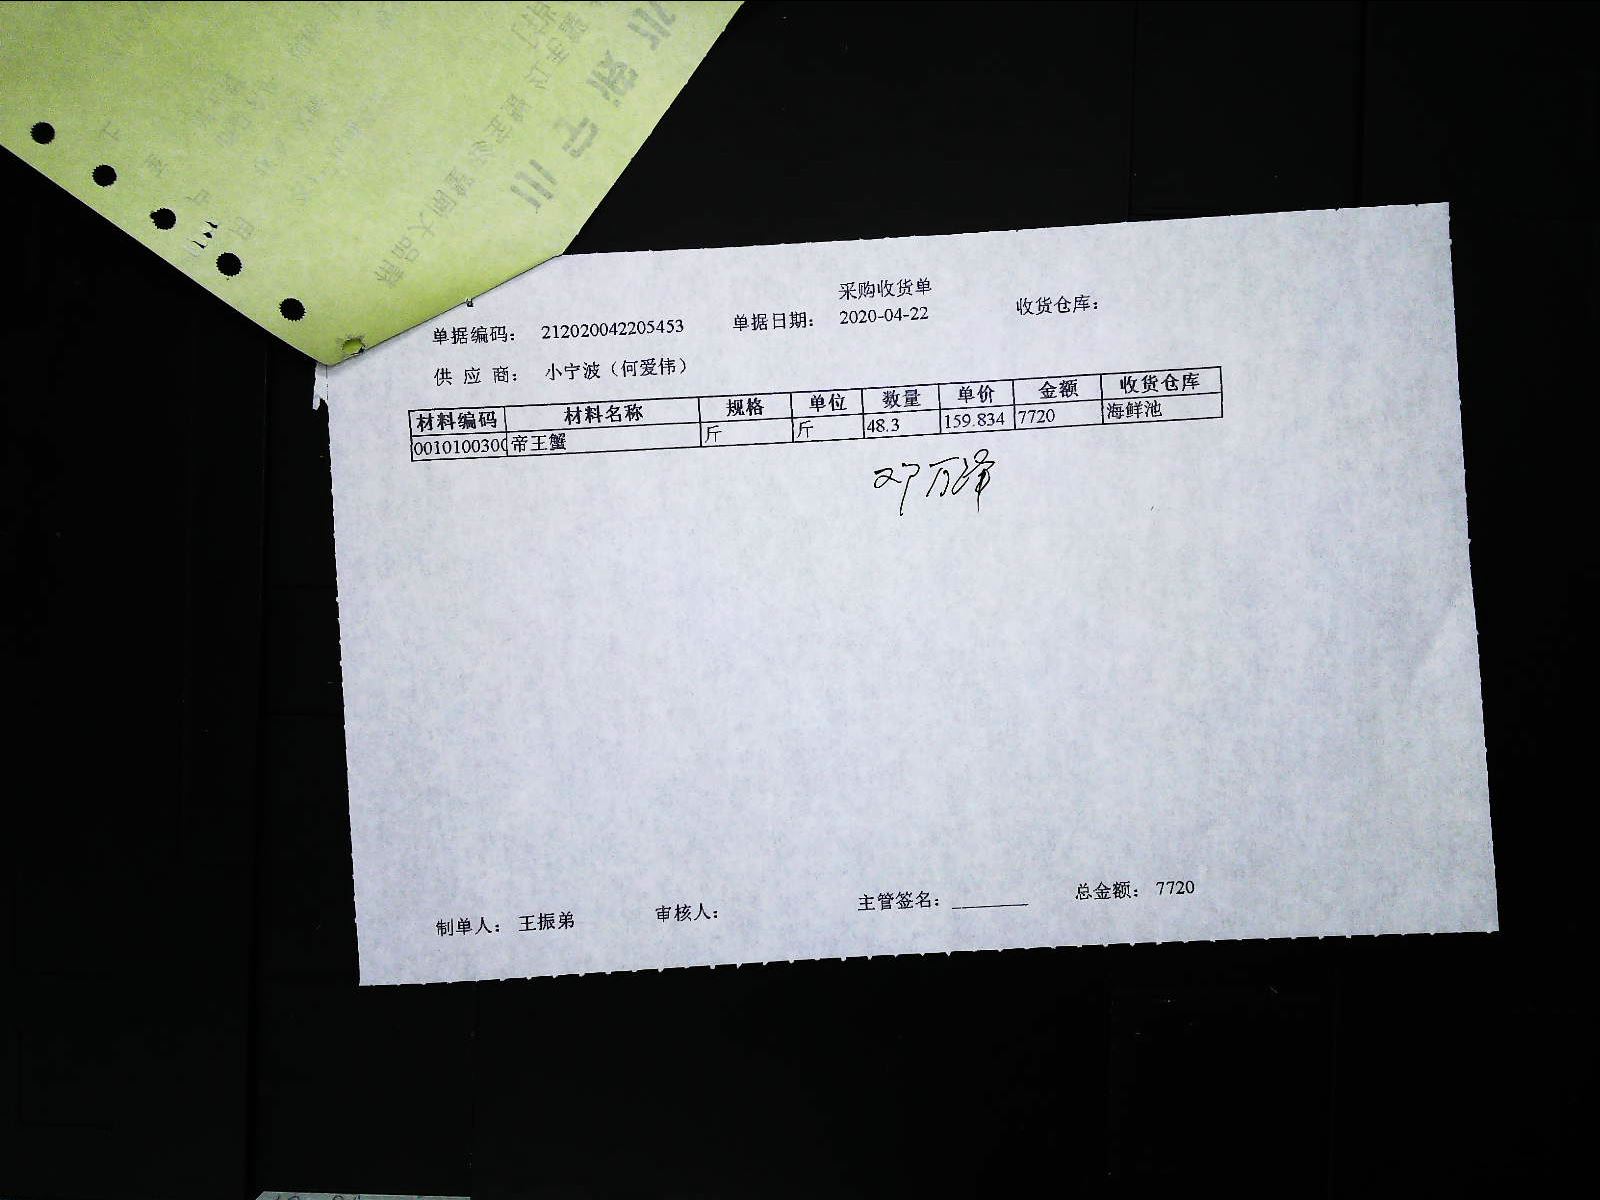 采购收货单
单据编码： 212020042205453 单据日期： 2020-04-22 收货仓库：
供 应 商： 小宁波（何爱伟）
材料编码 材料名称 规格 单位 数量 单价 金额 收货仓库
0010100300 帝王蟹 斤 斤 48.3 159.834 7720 海鲜池
邓万泽
制单人： 王振弟 审核人： 主管签名： ________ 总金额： 7720